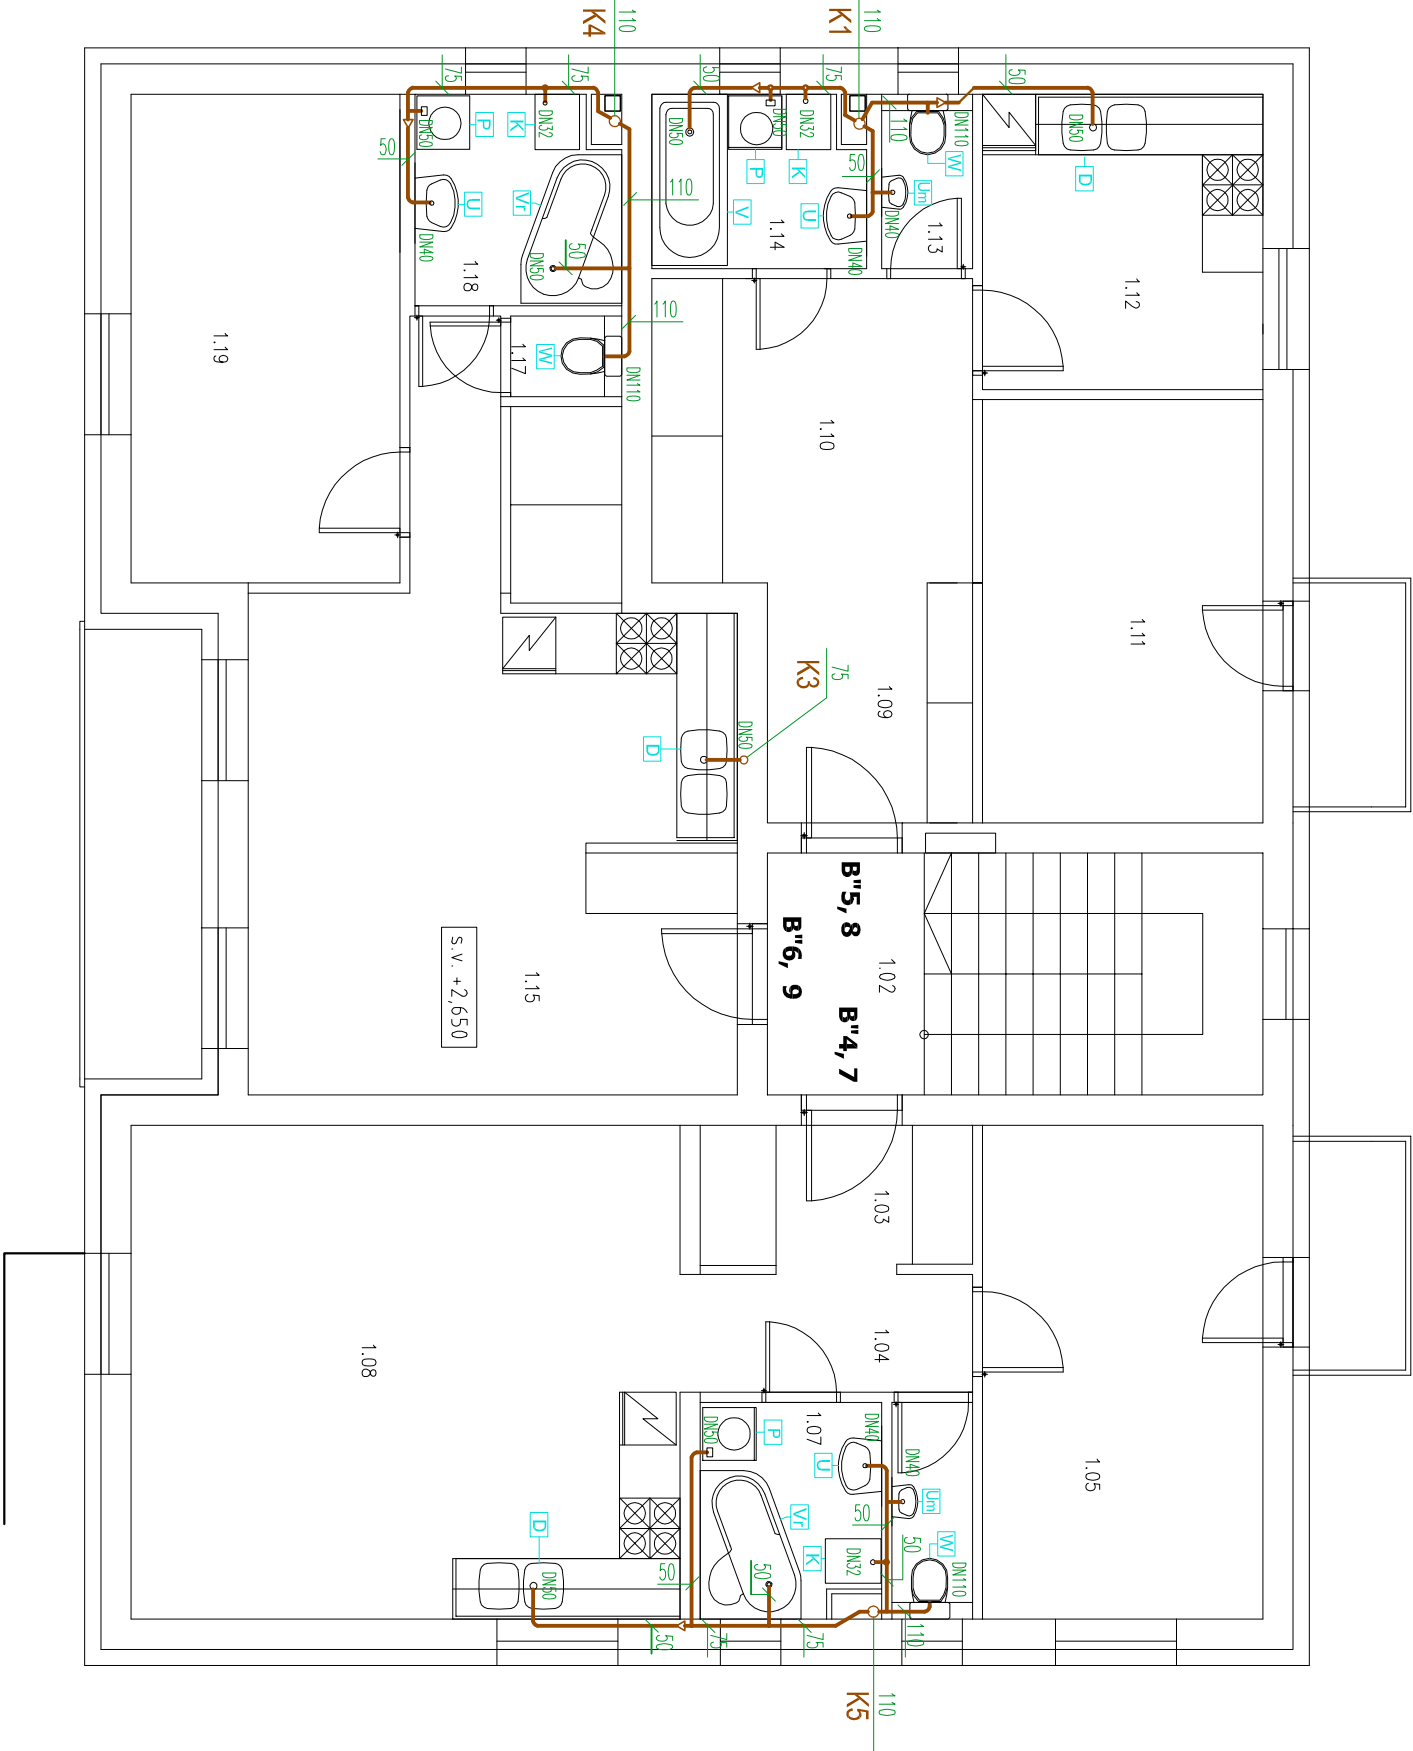 K4
110
K1
110
75
75
50
75
50
DN50
P
K
DN32
DN50
DN50
DN32
P
K
110
DN110
W
DN50
D
50
U
DN40
Vr
110
DN50
50
V
U
50
Um
DN40
DN40
1.18
1.14
1.13
1.12
110
1.19
1.17
W
DN110
1.10
1.11
75
K3
1.09
DN50
D
B"5, 8
B"6, 9
B"4, 7
1.02
1.15
s.v. +2,650
1.03
1.04
1.08
1.05
1.07
DN50
P
DN40
U
DN40
Um
Vr
50
50
K
DN32
W
DN110
D
DN50
50
50
50
75
75
110
K5
110